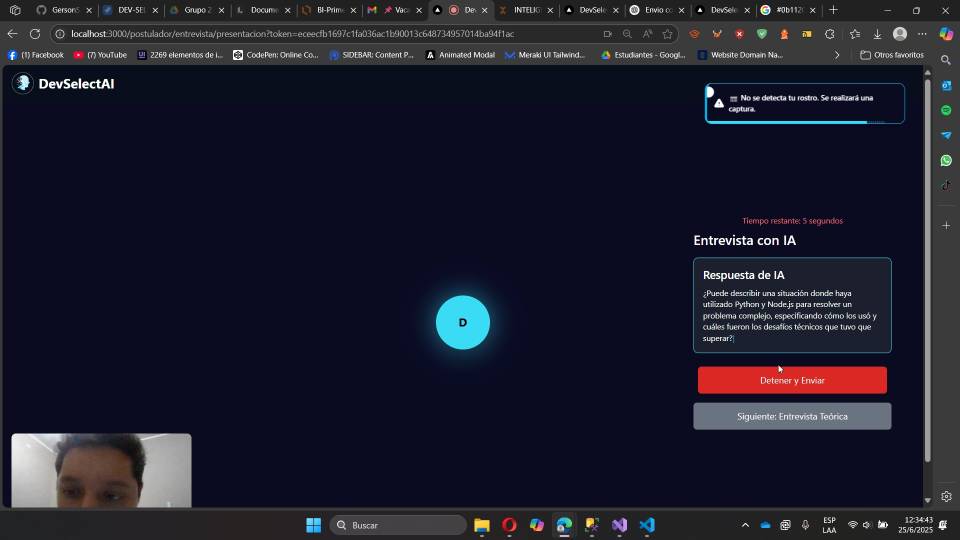 GersonS
DEV-SEL
Grupo 2
Docume
BI-Prime
Vaca
De
INTELIG
DevSele
Envio co
DevSele
#0b112
localhost:3000/postulador/entrevista/presentacion?token=eceecfb1697c1fa036ac1b90013c648734957014ba94f1ac
(1) Facebook
(7) YouTube
2269 elementos de i...
CodePen: Online Co...
SIDEBAR: Content P...
Animated Modal
Meraki UI Tailwind...
Estudiantes - Googl...
Website Domain Na...
Otros favoritos
DevSelectAI
No se detecta tu rostro. Se realizará una
captura.
Tiempo restante: 5 segundos
Entrevista con IA
Respuesta de IA
¿Puede describir una situación donde haya
utilizado Python y Node.js para resolver un
problema complejo, especificando cómo los usó y
cuáles fueron los desafíos técnicos que tuvo que
superar?
D
Detener y Enviar
Siguiente: Entrevista Teórica
Buscar
ESP
LAA
12:34:43
25/6/2025